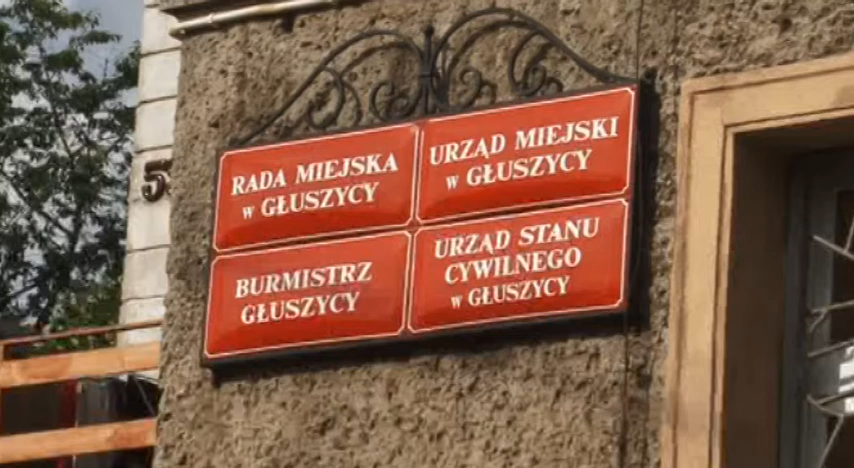 RADA MIEJSKA
w GŁUSZYCY
URZĄD MIEJSKI
w GŁUSZYCY
BURMISTRZ
GŁUSZYCY
URZĄD STANU
CYWILNEGO
w GŁUSZYCY
5